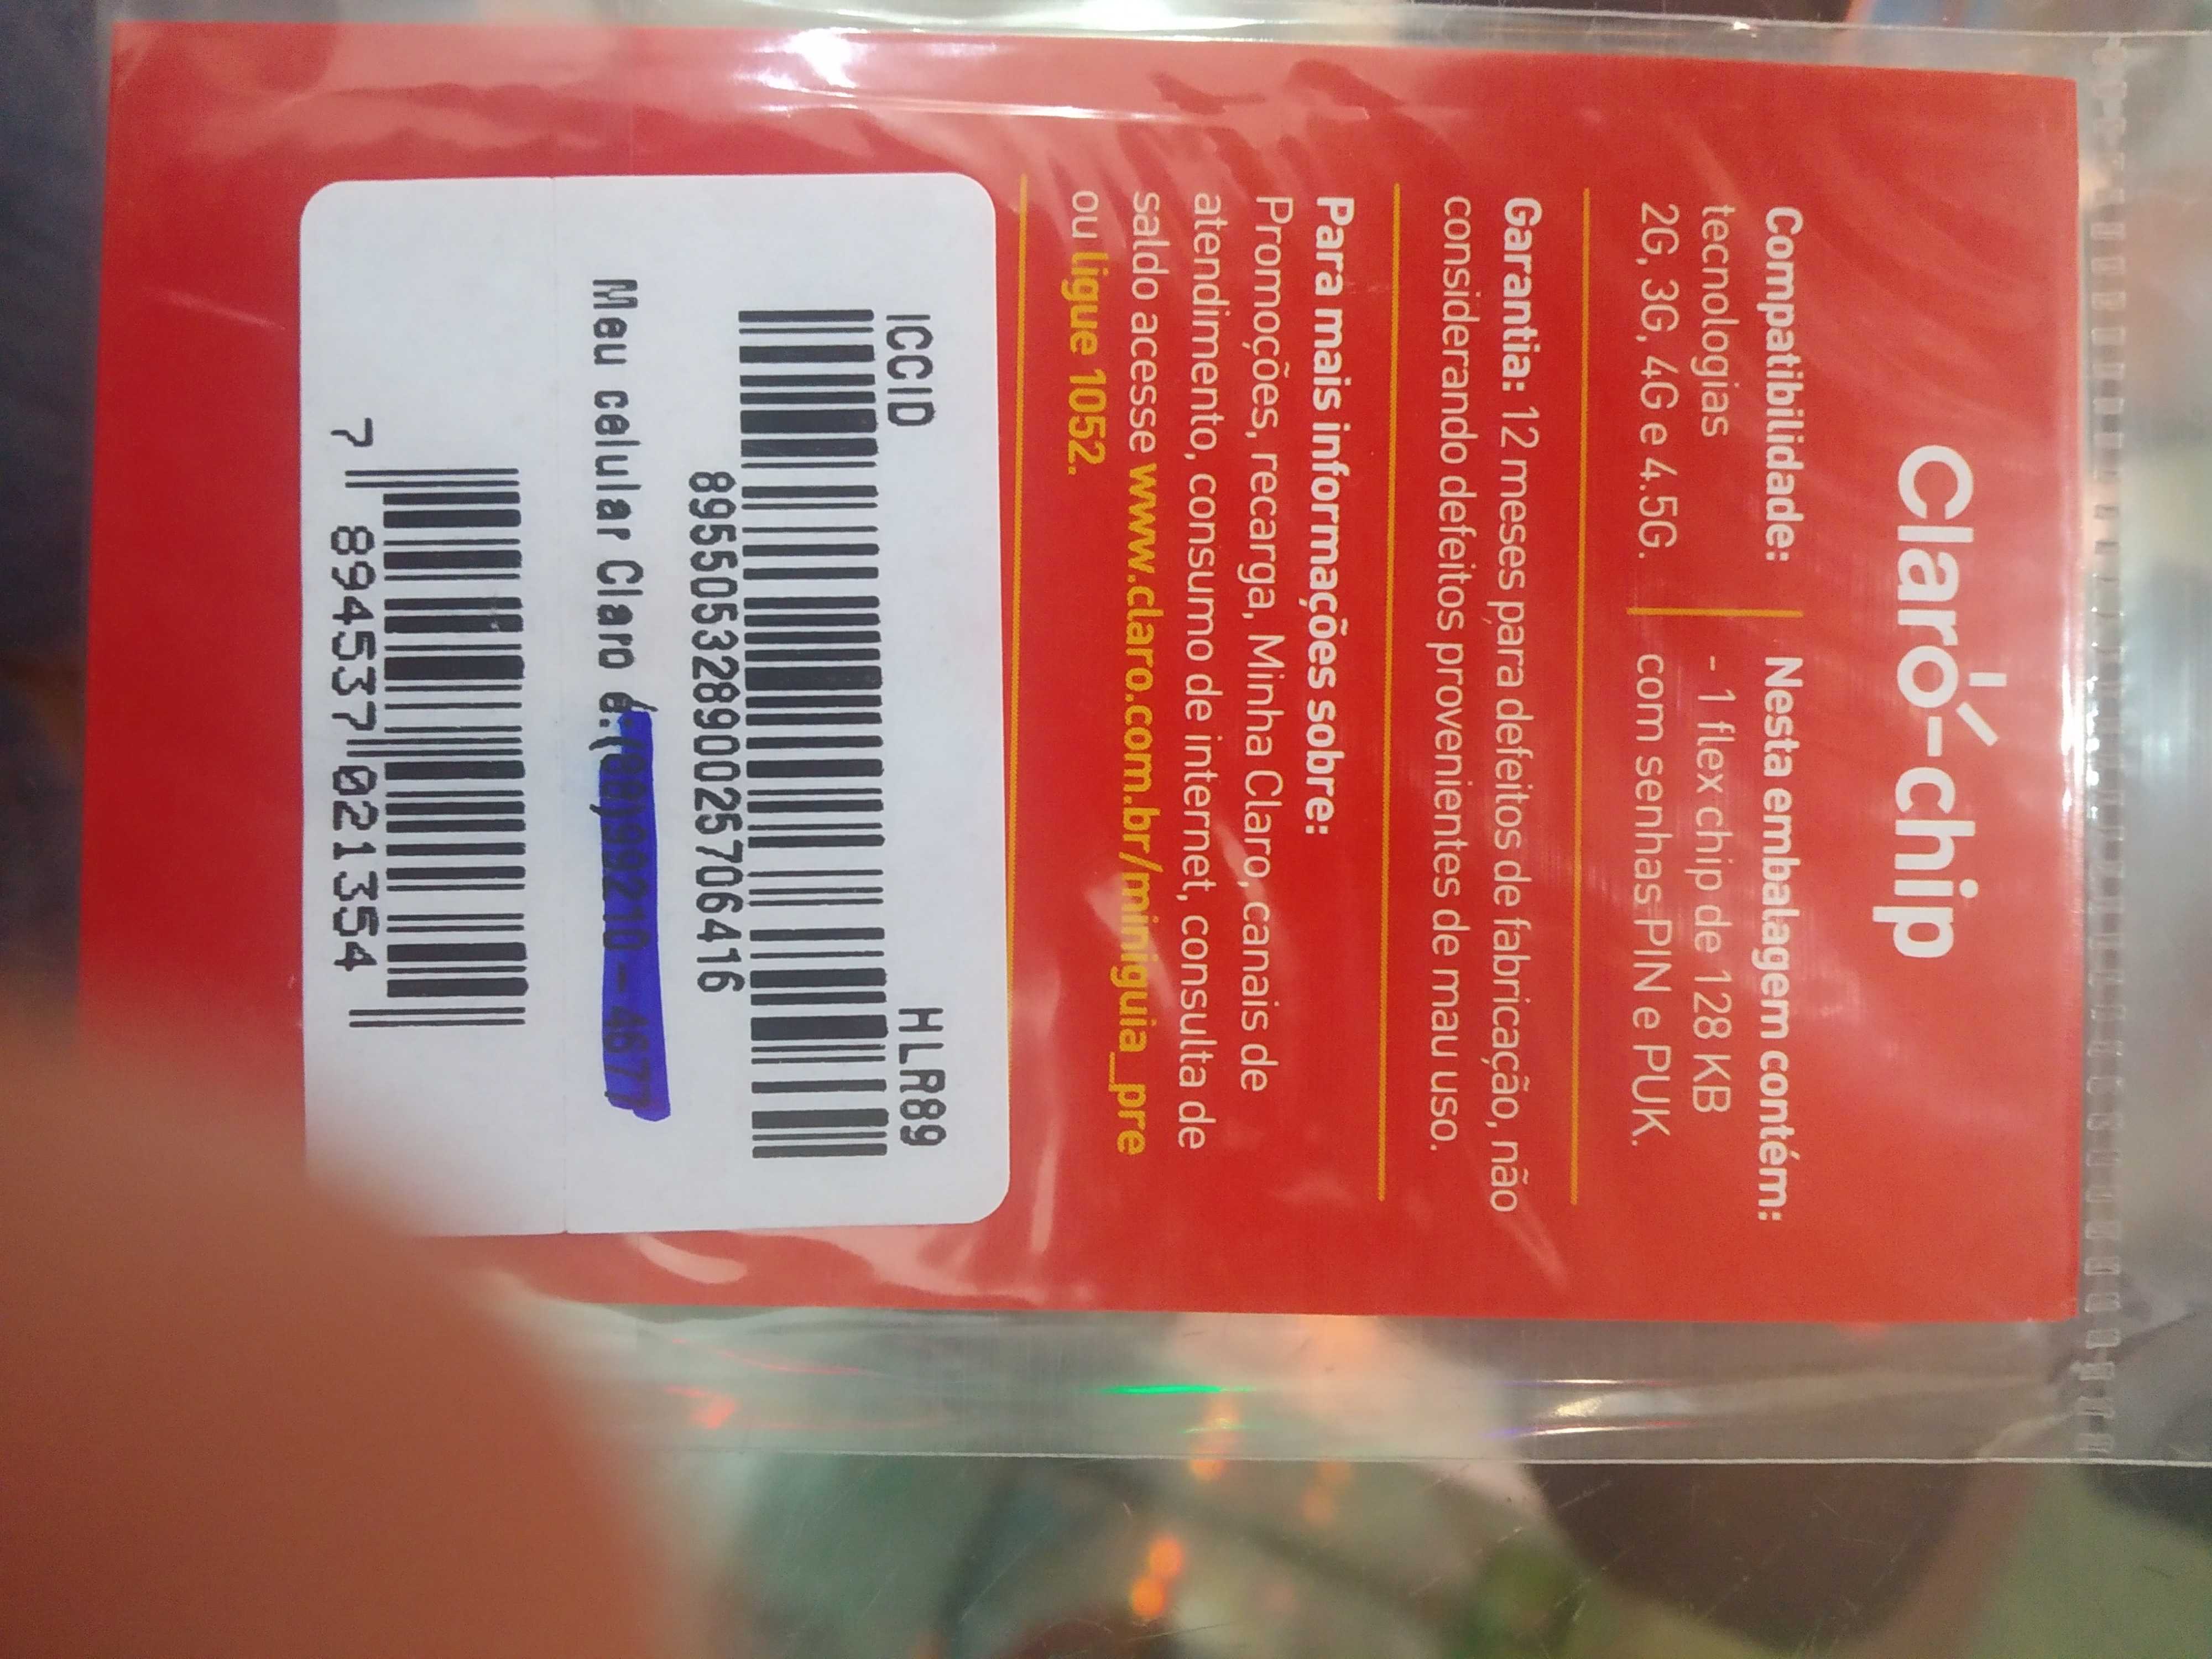 Claro-chip
Compatibilidade:
tecnologias
2G, 3G, 4G e 4.5G.
Nesta embalagem contém:
- 1 flex chip de 128 KB
com senhas PIN e PUK.
Garantia: 12 meses para defeitos de fabricação, não
considerando defeitos provenientes de mau uso.
Para mais informações sobre:
Promoções, recarga, Minha Claro, canais de
atendimento, consumo de internet, consulta de
saldo acesse www.claro.com.br/miniguia_pre
ou ligue 1052.
ICCID HLR89
89550532890025706416
Meu celular Claro é:
7 894537 021354